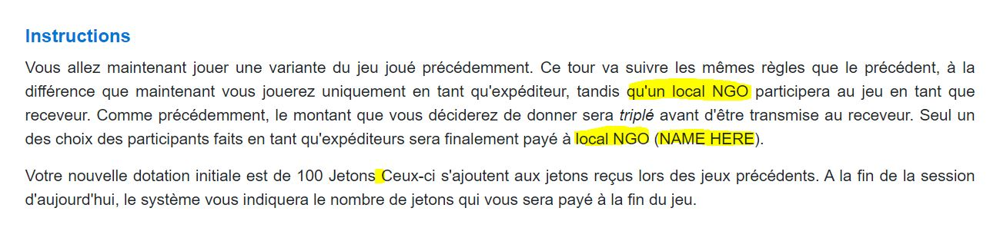 Instructions
Vous allez maintenant jouer une variante du jeu joué précédemment. Ce tour va suivre les mêmes règles que le précédent, à la
différence que maintenant vous jouerez uniquement en tant qu'expéditeur, tandis qu'un local NGO participera au jeu en tant que
receveur. Comme précédemment, le montant que vous déciderez de donner sera triplé avant d'être transmise au receveur. Seul un
des choix des participants faits en tant qu'expéditeurs sera finalement payé à local NGO (NAME HERE).
Votre nouvelle dotation initiale est de 100 Jetons Ceux-ci s'ajoutent aux jetons reçus lors des jeux précédents. A la fin de la session
d'aujourd'hui, le système vous indiquera le nombre de jetons qui vous sera payé à la fin du jeu.